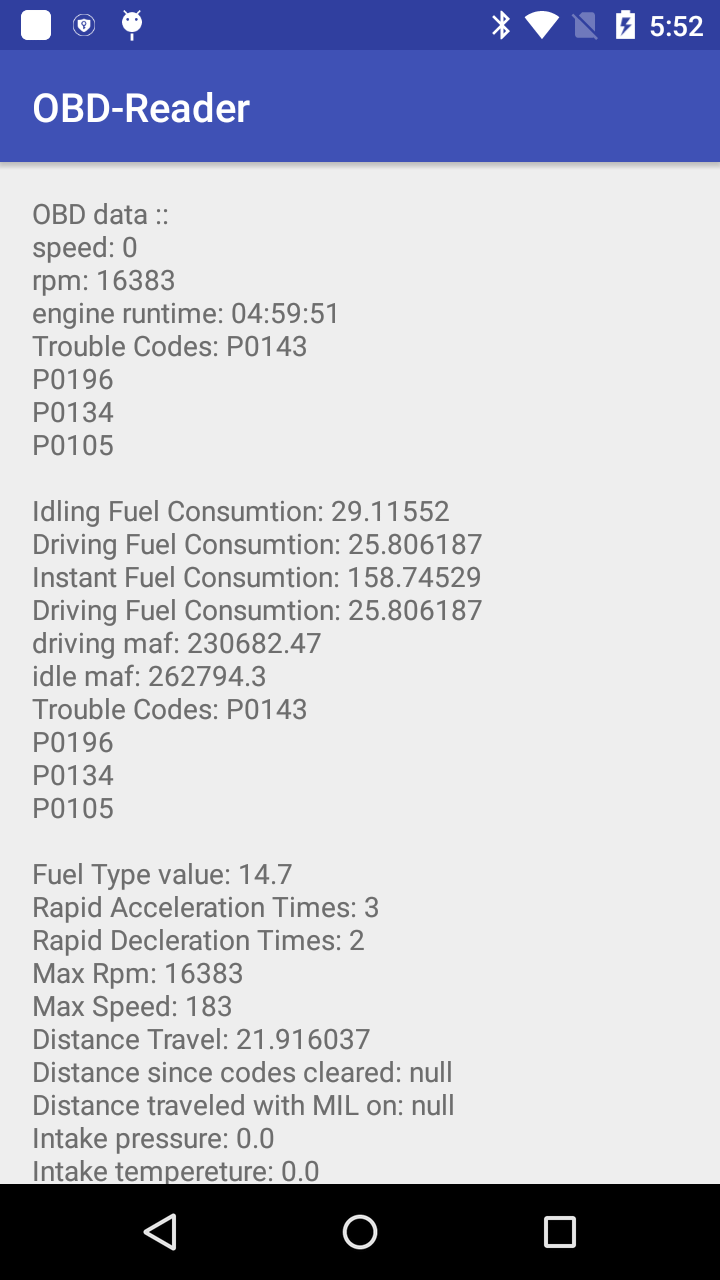 5:52
OBD-Reader
OBD data ::
speed: 0
rpm: 16383
engine runtime: 04:59:51
Trouble Codes: P0143
P0196
P0134
P0105
Idling Fuel Consumtion: 29.11552
Driving Fuel Consumtion: 25.806187
Instant Fuel Consumtion: 158.74529
Driving Fuel Consumtion: 25.806187
driving maf: 230682.47
idle maf: 262794.3
Trouble Codes: P0143
P0196
P0134
P0105
Fuel Type value: 14.7
Rapid Acceleration Times: 3
Rapid Decleration Times: 2
Max Rpm: 16383
Max Speed: 183
Distance Travel: 21.916037
Distance since codes cleared: null
Distance traveled with MIL on: null
Intake pressure: 0.0
Intake tempereture: 0.0